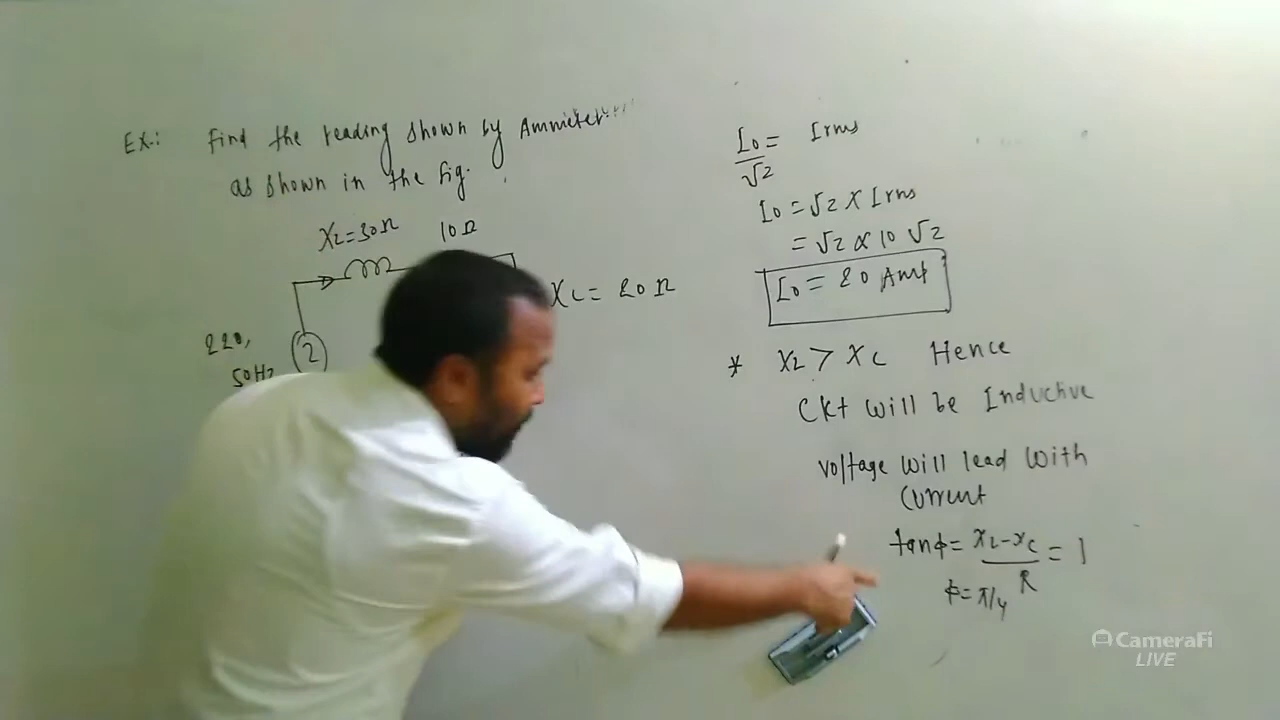 Ex.: Find the reading shown by Ammeter
as shown in the fig.
XL=30Ω 10Ω
XC= 20Ω
220,
50Hz
I0/√2 = Irms
I0 = √2 X Irms
= √2 x 10 √2
I0 = 20 Amp
* XL > XC Hence
Ckt will be Inductive
voltage will lead with
Current
tanϕ= XL-XC/R = 1
ϕ= π/4
CameraFi
LIVE